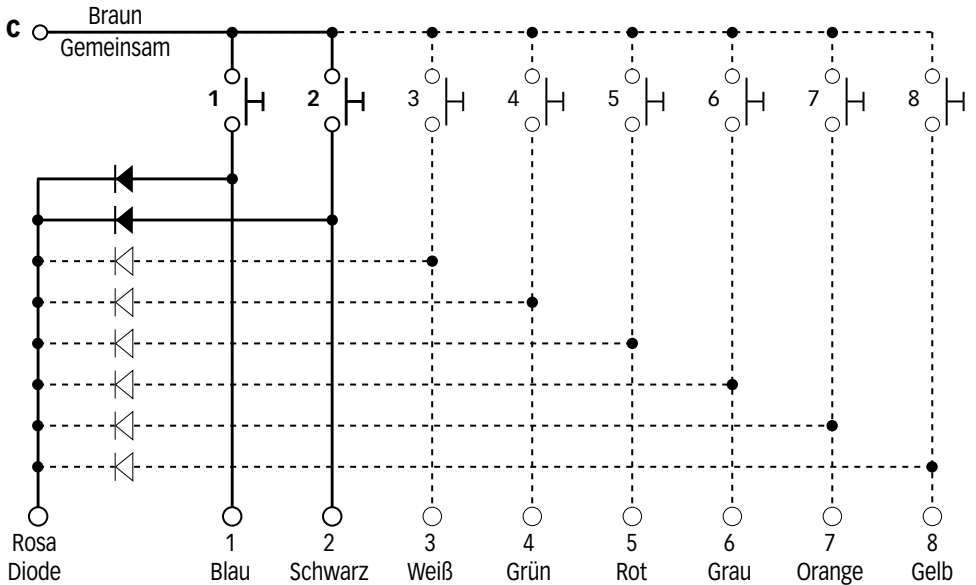 Braun
C
Gemeinsam
1 2 3 4 5 6 7 8
Rosa 1 2 3 4 5 6 7 8
Diode Blau Schwarz Weiß Grün Rot Grau Orange Gelb